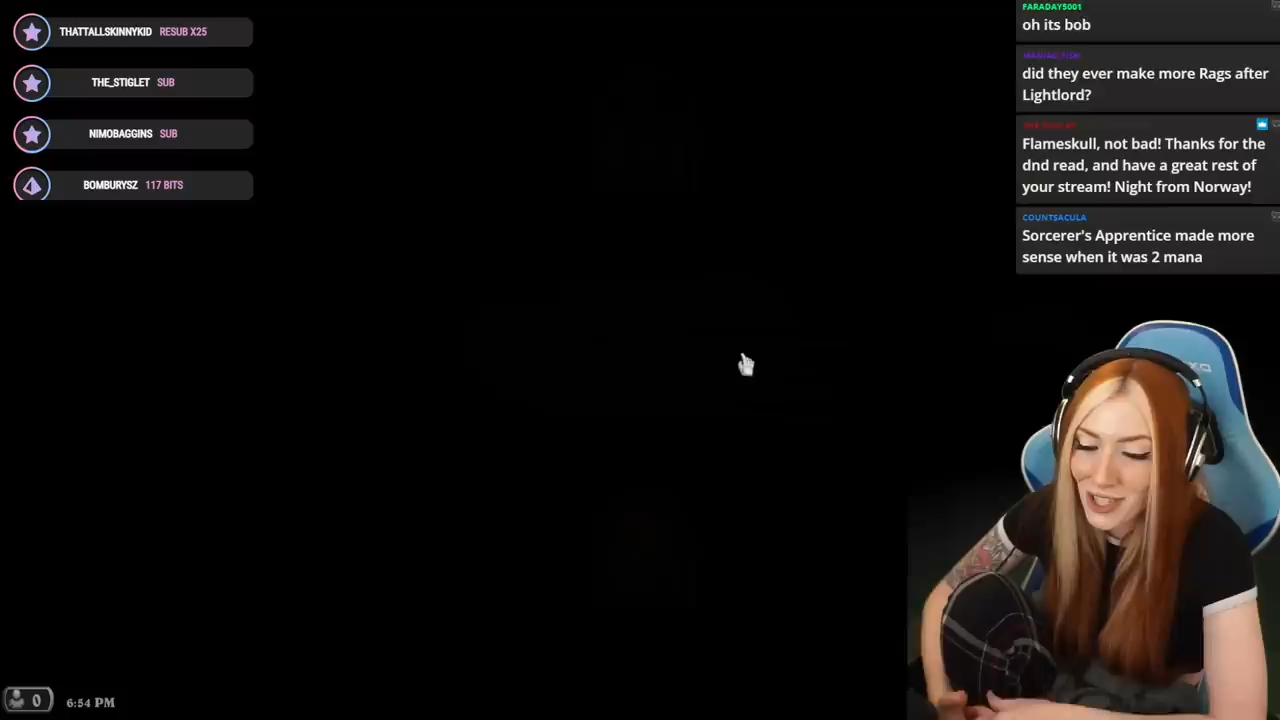 THATTALLSKINNYKID RESUB X25
THE_STIGLET SUB
NIMOBAGGINS SUB
BOMBURYSZ 117 BITS
FARADAY5001
oh its bob
did they ever make more Rags after
Lightlord?
Flameskull, not bad! Thanks for the
dnd read, and have a great rest of
your stream! Night from Norway!
COUNTSACULA
Sorcerer's Apprentice made more
sense when it was 2 mana
0
6:54 PM